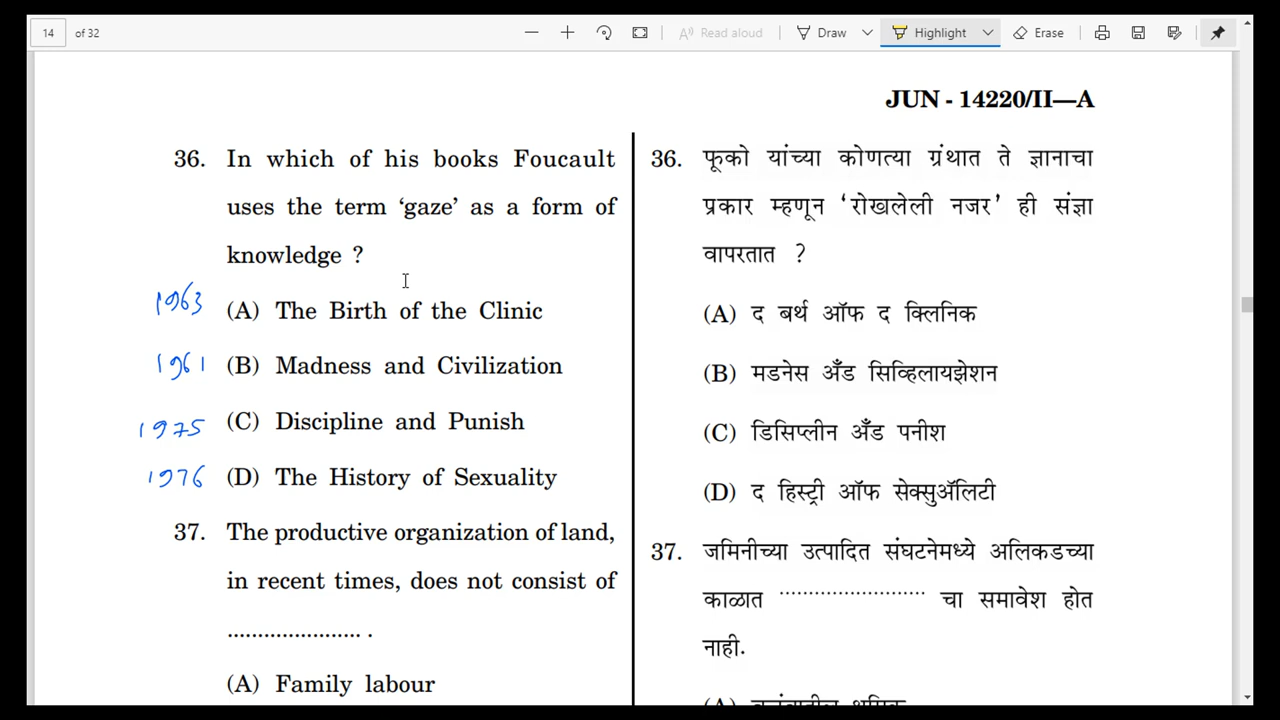 14 of 32 Read aloud Draw Highlight Erase
JUN - 14220/II—A
36. In which of his books Foucault
uses the term ‘gaze’ as a form of
knowledge ?
1963 (A) The Birth of the Clinic
1961 (B) Madness and Civilization
1975 (C) Discipline and Punish
1976 (D) The History of Sexuality
37. The productive organization of land,
in recent times, does not consist of
..................... .
(A) Family labour
36. फूको यांच्या कोणत्या ग्रंथात ते ज्ञानाचा
प्रकार म्हणून ‘रोखलेली नजर’ ही संज्ञा
वापरतात ?
(A) द बर्थ ऑफ द क्लिनिक
(B) मडनेस अँड सिव्हिलायझेशन
(C) डिसिप्लीन अँड पनीश
(D) द हिस्ट्री ऑफ सेक्सुॲलिटी
37. जमिनीच्या उत्पादित संघटनेमध्ये अलिकडच्या
काळात ....................... चा समावेश होत
नाही.
(A)